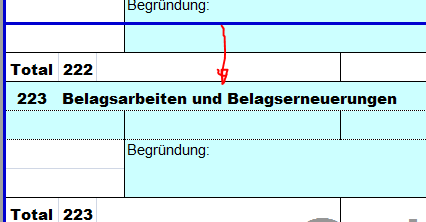 Begründung:
Total 222
223 Belagsarbeiten und Belagserneuerungen
Begründung:
Total 223